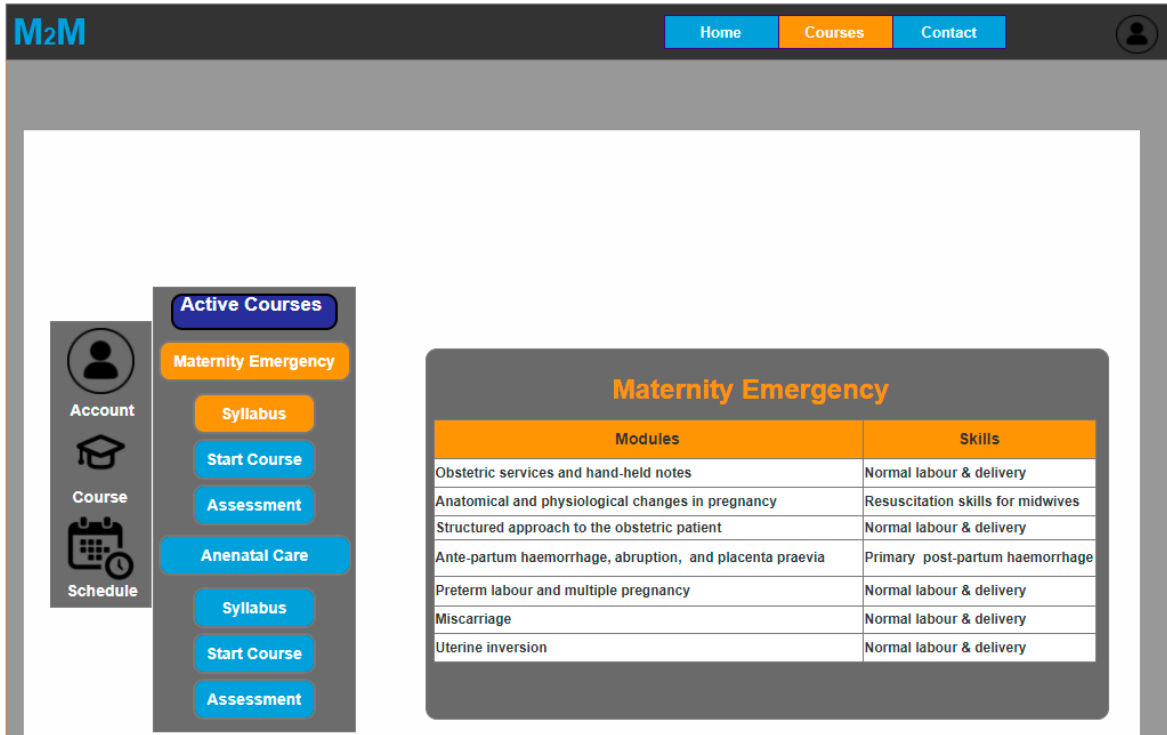 M2M
Home Courses Contact
Active Courses
Account
Course
Schedule
Maternity Emergency
Syllabus
Start Course
Assessment
Anenatal Care
Syllabus
Start Course
Assessment
Maternity Emergency
Modules Skills
Obstetric services and hand-held notes Normal labour & delivery
Anatomical and physiological changes in pregnancy Resuscitation skills for midwives
Structured approach to the obstetric patient Normal labour & delivery
Ante-partum haemorrhage, abruption, and placenta praevia Primary post-partum haemorrhage
Preterm labour and multiple pregnancy Normal labour & delivery
Miscarriage Normal labour & delivery
Uterine inversion Normal labour & delivery